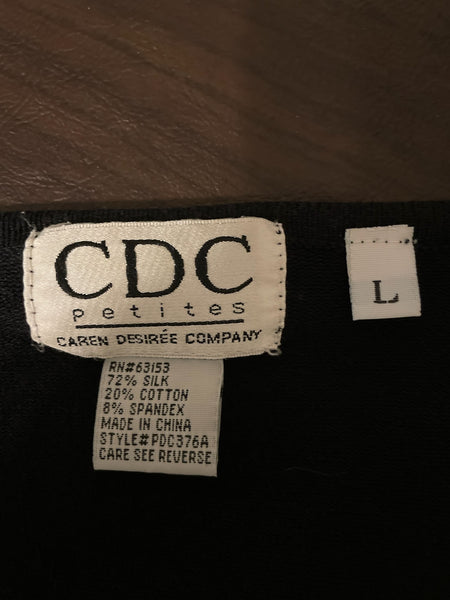 CDC
petites
CAREN DESIRÉE COMPANY
L
RN#63153
72% SILK
20% COTTON
8% SPANDEX
MADE IN CHINA
STYLE#PDC376A
CARE SEE REVERSE